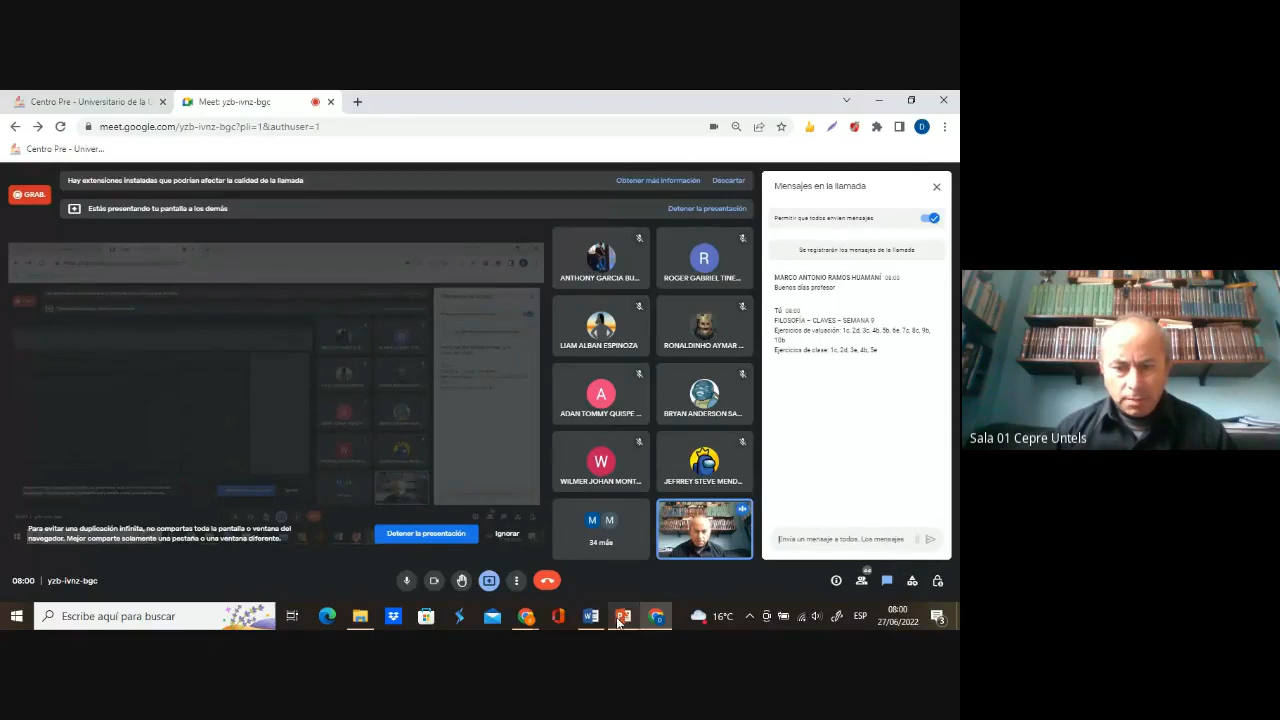 Centro Pre - Universitario de la L
Meet: yzb-ivnz-bgc
meet.google.com/yzb-ivnz-bgc?pli=1&authuser=1
D
Centro Pre - Univer...
GRAB.
Hay extensiones instaladas que podrían afectar la calidad de la llamada
Obtener más información
Descartar
Estás presentando tu pantalla a los demás
Detener la presentación
Para evitar una duplicación infinita, no compartas toda la pantalla o ventana del
navegador. Mejor comparte solamente una pestaña o una ventana diferente.
Detener la presentación
Ignorar
ANTHONY GARCIA BU...
R
ROGER GABRIEL TINE...
LIAM ALBAN ESPINOZA
RONALDINHO AYMAR ...
A
ADAN TOMMY QUISPE ...
BRYAN ANDERSON SA...
W
WILMER JOHAN MONT...
JEFRREY STEVE MEND...
M M
34 más
Mensajes en la llamada
Permitir que todos envíen mensajes
Se registrarán los mensajes de la llamada
MARCO ANTONIO RAMOS HUAMANÍ 08:00
Buenos días profesor
Tú 08:00
FILOSOFÍA – CLAVES – SEMANA 9
Ejercicios de valuación: 1c, 2d, 3c, 4b, 5b, 6e, 7c, 8c, 9b,
10b
Ejercicios de clase: 1c, 2d, 3e, 4b, 5e
Envía un mensaje a todos. Los mensajes
08:00 | yzb-ivnz-bgc
44
Escribe aquí para buscar
16°C
ESP
08:00
27/06/2022
3
Sala 01 Cepre Untels